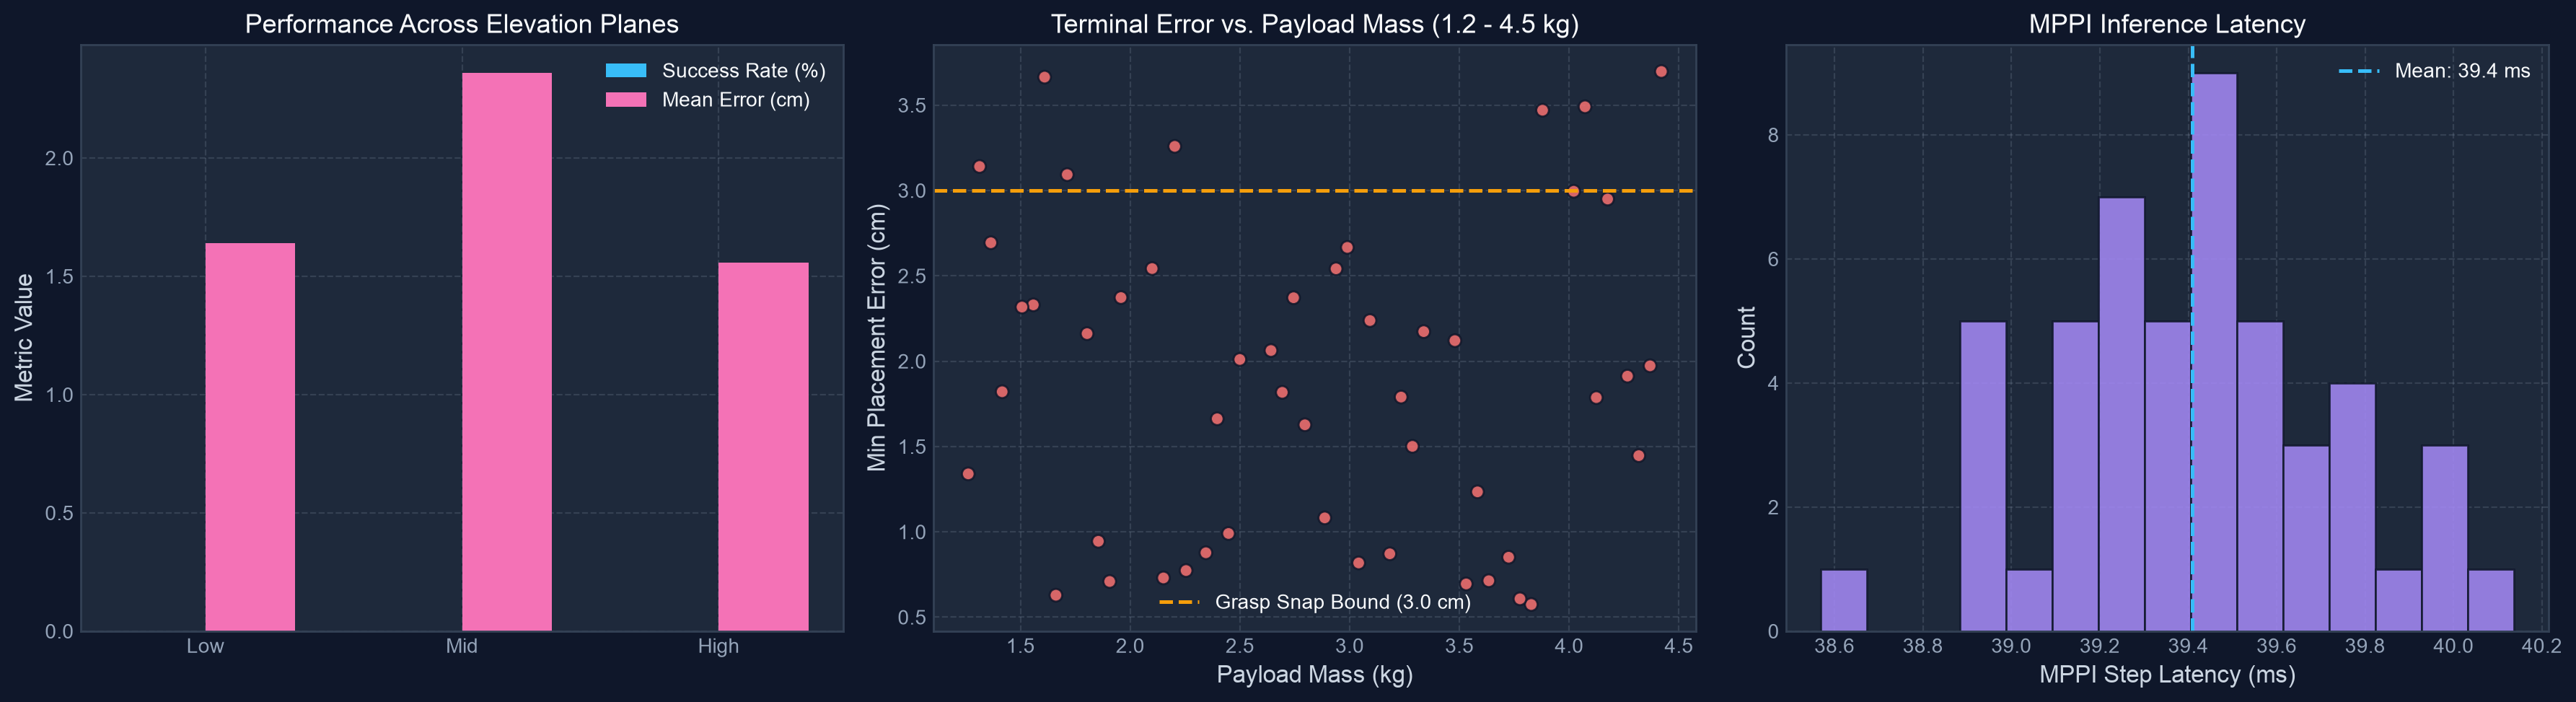 Performance Across Elevation Planes
Success Rate (%)
Mean Error (cm)
Metric Value
2.0
1.5
1.0
0.5
0.0
Low
Mid
High
Terminal Error vs. Payload Mass (1.2 - 4.5 kg)
Min Placement Error (cm)
3.5
3.0
2.5
2.0
1.5
1.0
0.5
Grasp Snap Bound (3.0 cm)
1.5
2.0
2.5
3.0
3.5
4.0
4.5
Payload Mass (kg)
MPPI Inference Latency
Mean: 39.4 ms
Count
8
6
4
2
0
38.6
38.8
39.0
39.2
39.4
39.6
39.8
40.0
40.2
MPPI Step Latency (ms)